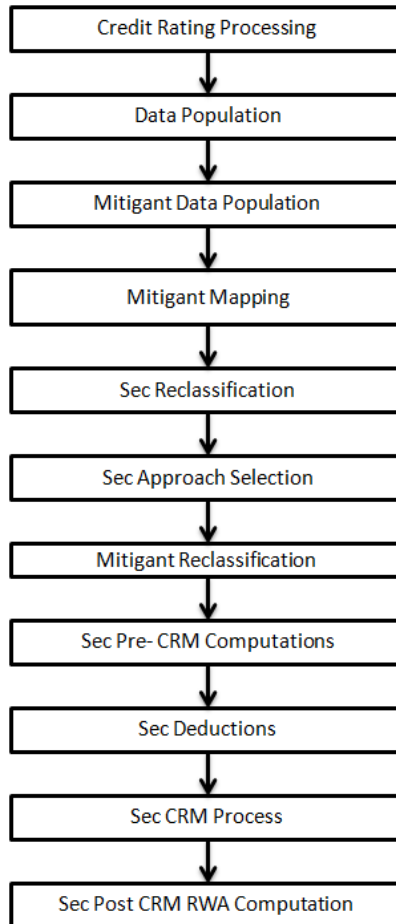 Credit Rating Processing
Data Population
Mitigant Data Population
Mitigant Mapping
Sec Reclassification
Sec Approach Selection
Mitigant Reclassification
Sec Pre- CRM Computations
Sec Deductions
Sec CRM Process
Sec Post CRM RWA Computation